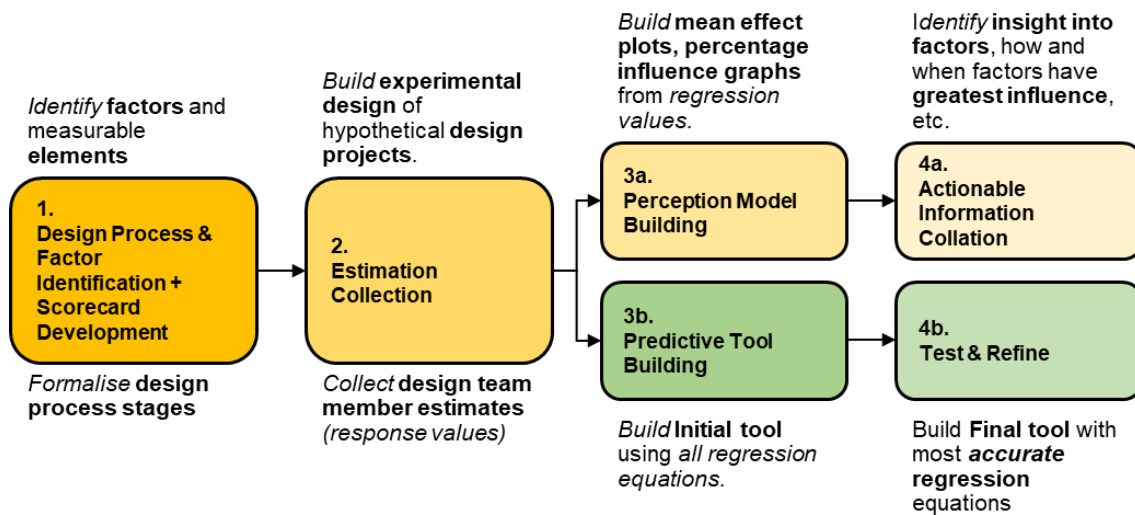 Identify factors and
measurable
elements
1.
Design Process &
Factor
Identification +
Scorecard
Development
Formalise design
process stages
Build experimental
design of
hypothetical design
projects.
2.
Estimation
Collection
Collect design team
member estimates
(response values)
Build mean effect
plots, percentage
influence graphs
from regression
values.
3a.
Perception Model
Building
3b.
Predictive Tool
Building
Build Initial tool
using all regression
equations.
Identify insight into
factors, how and
when factors have
greatest influence,
etc.
4a.
Actionable
Information
Collation
4b.
Test & Refine
Build Final tool with
most accurate
regression
equations